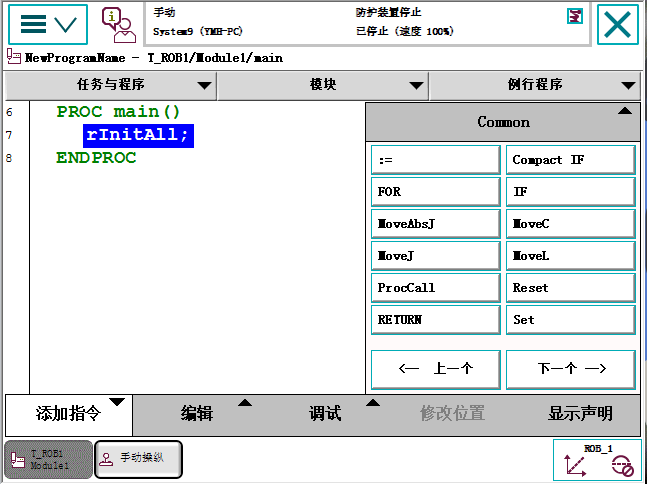 手动
防护装置停止
System9 (YMH-PC)
已停止 (速度 100%)
NewProgramName - T_ROB1/Module1/main
任务与程序
模块
例行程序
6 PROC main()
7 rInitAll;
8 ENDPROC
Common
:= Compact IF
FOR IF
MoveAbsJ MoveC
MoveJ MoveL
ProcCall Reset
RETURN Set
<— 上一个 下一个 —>
添加指令 编辑 调试 修改位置 显示声明
T_ROB1
Module1
手动操纵
ROB_1